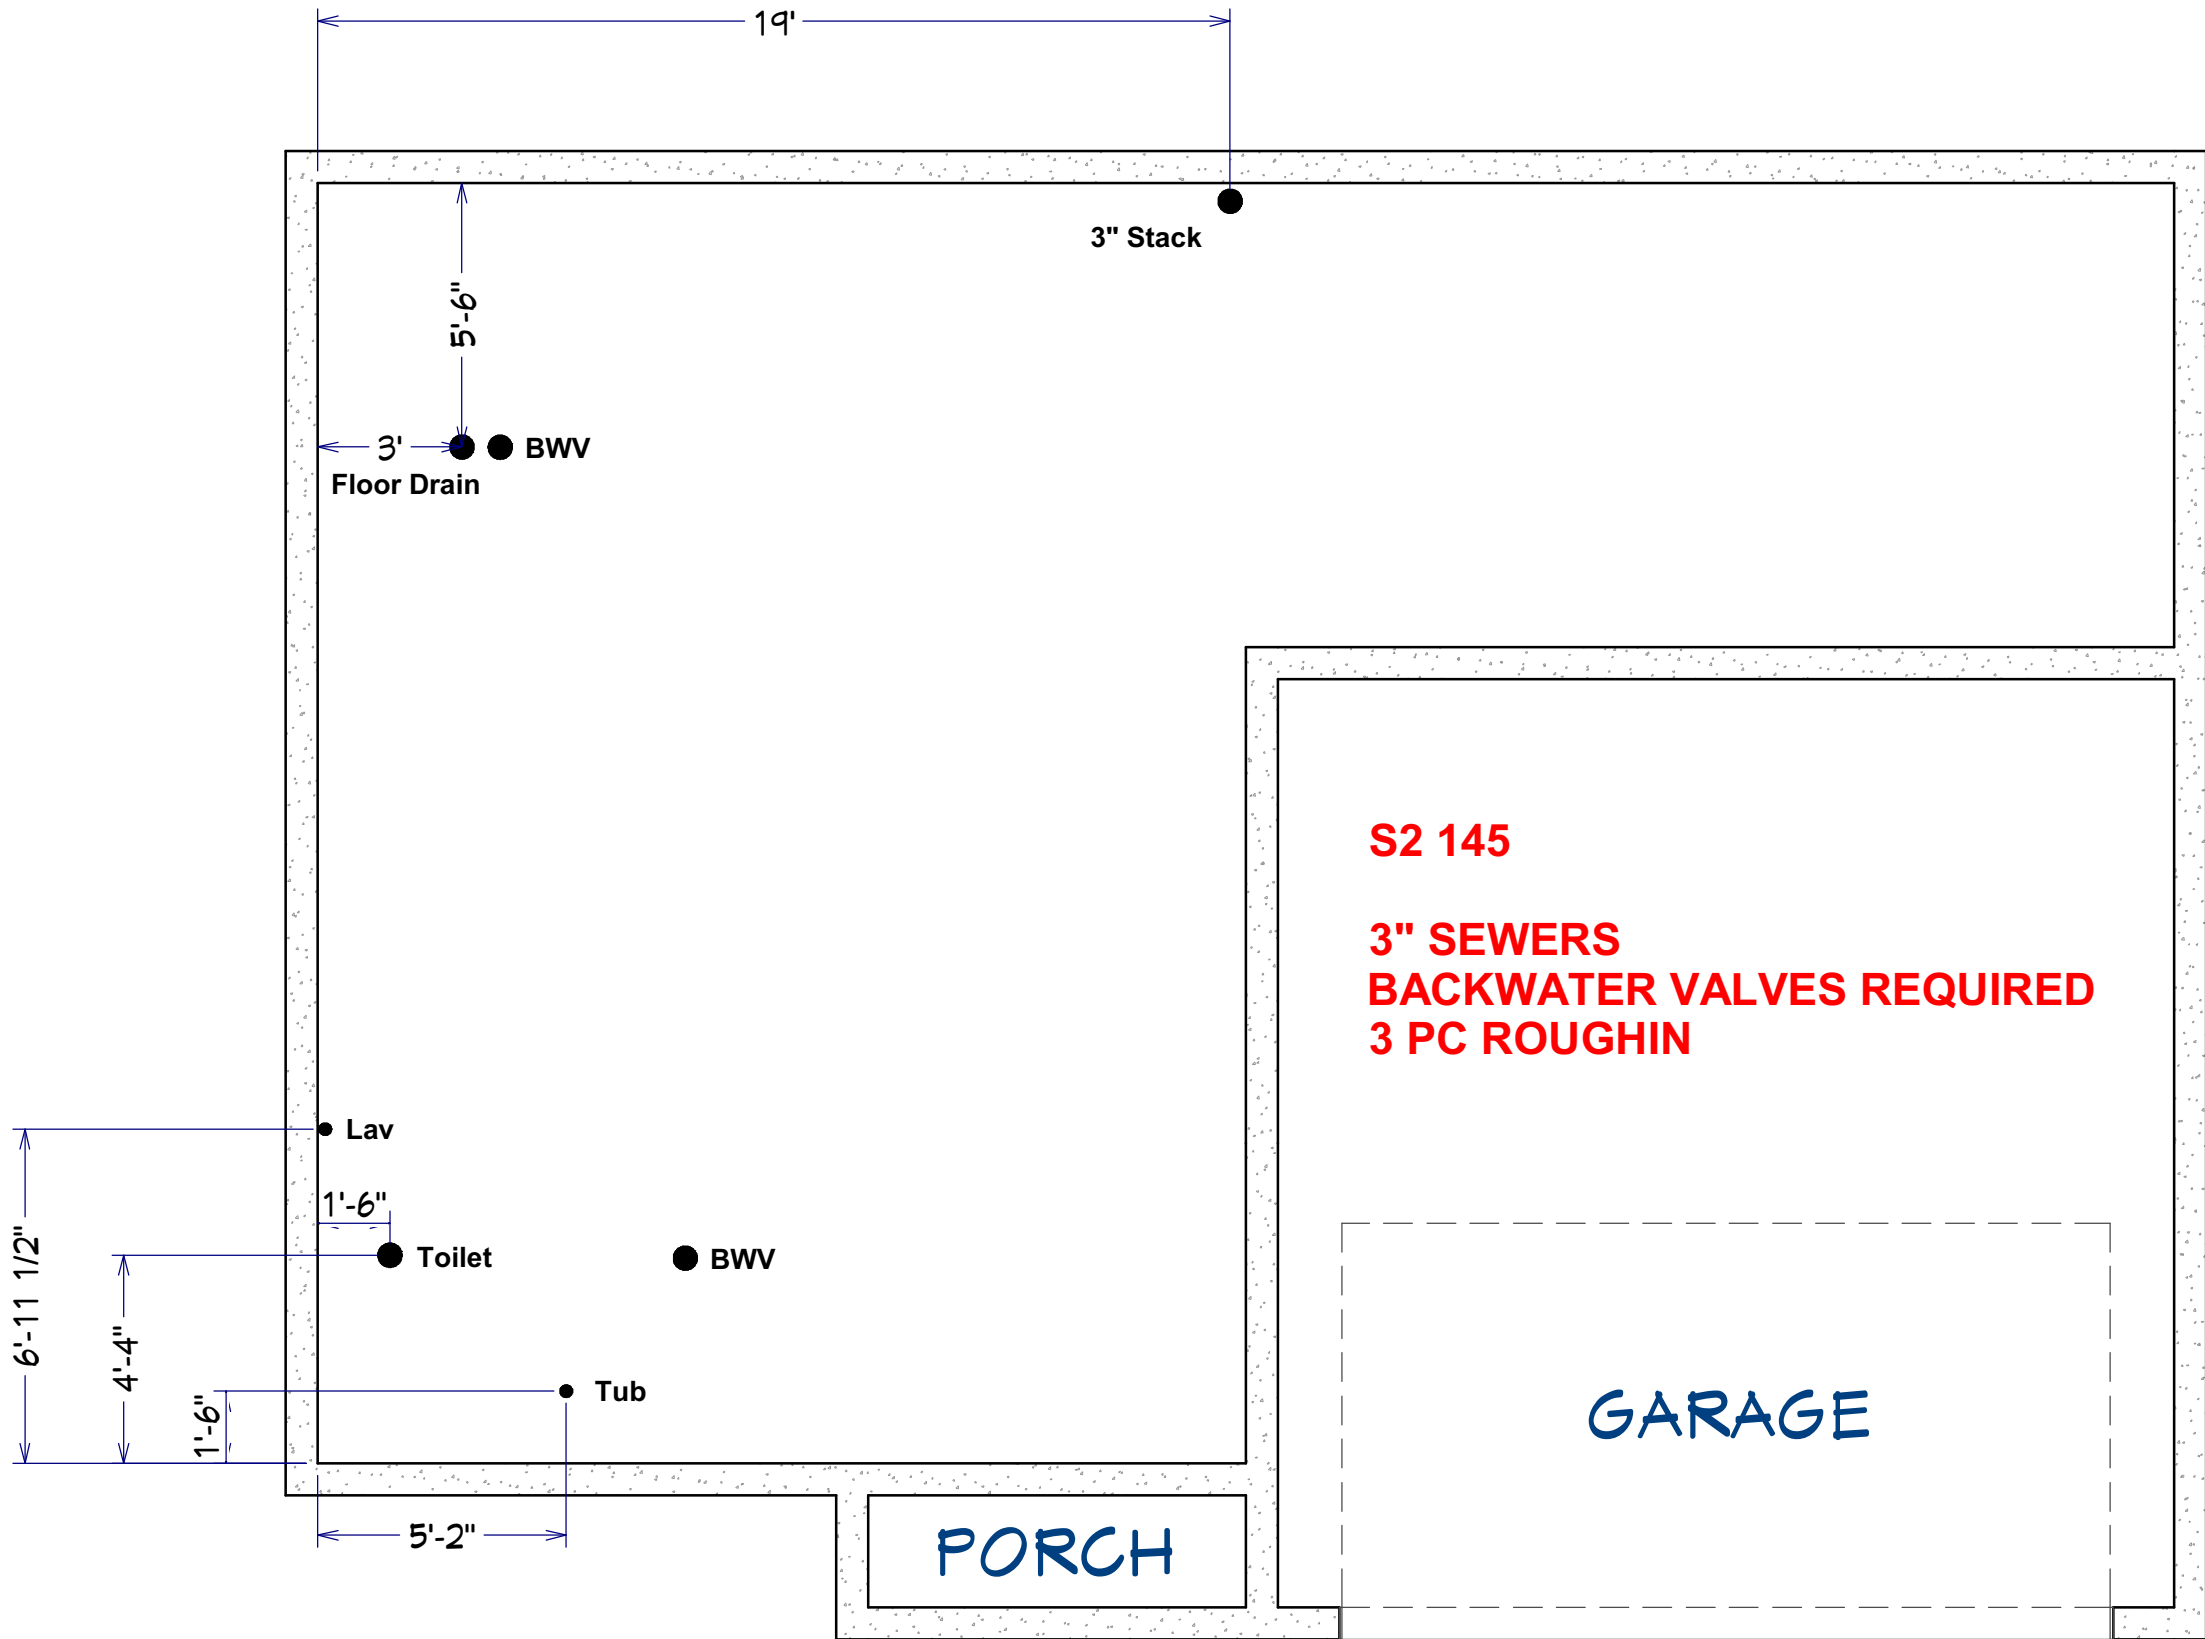 19'
3" Stack
5'-6"
3'
BWV
Floor Drain
S2 145
3" SEWERS
BACKWATER VALVES REQUIRED
3 PC ROUGHIN
Lav
1'-6"
6'-11 1/2"
Toilet
BWV
4'-4"
1'-6"
Tub
GARAGE
5'-2"
PORCH